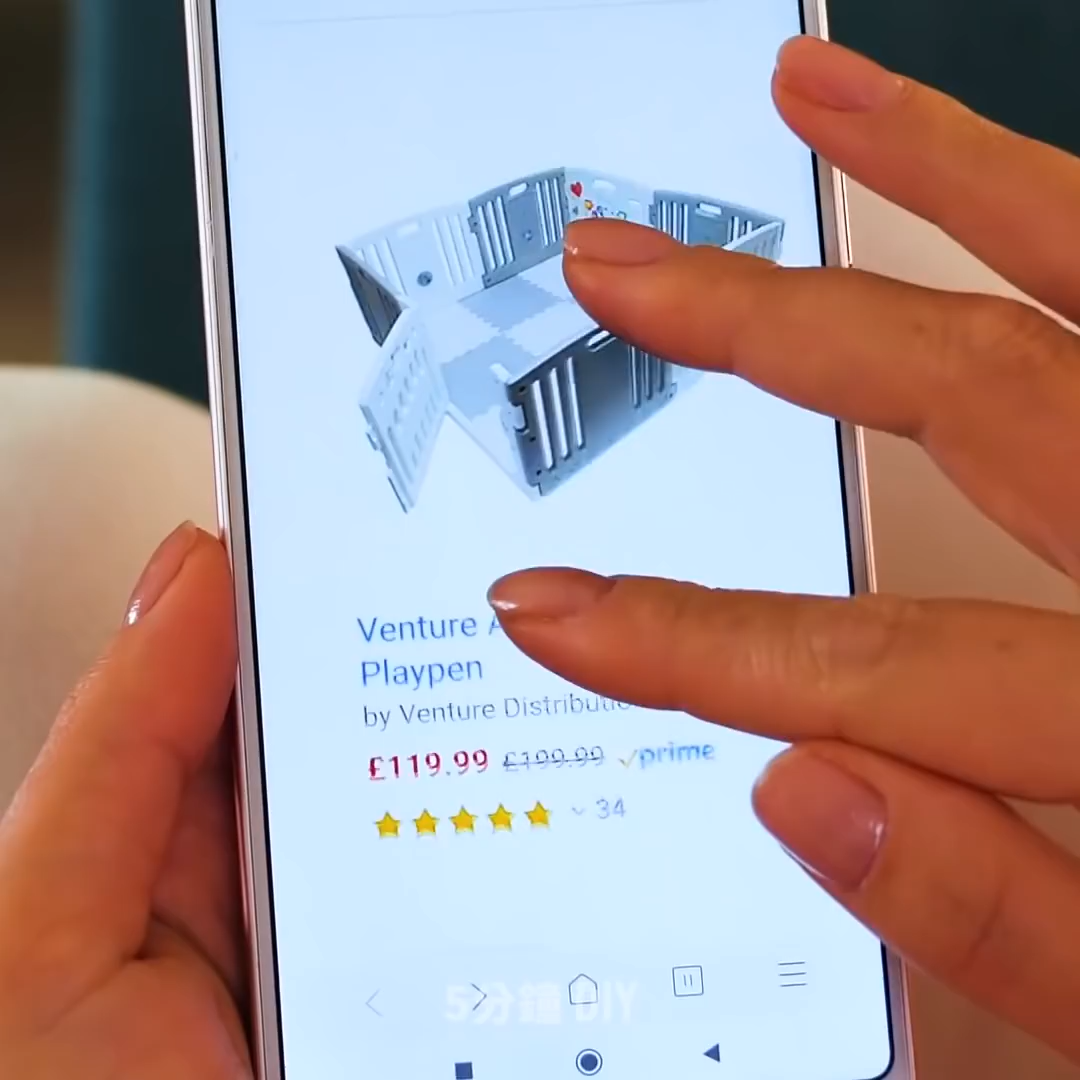 Venture
Playpen
by Venture Distributio
£119.99 £199.99 ✓prime
34
5分鐘 DIY